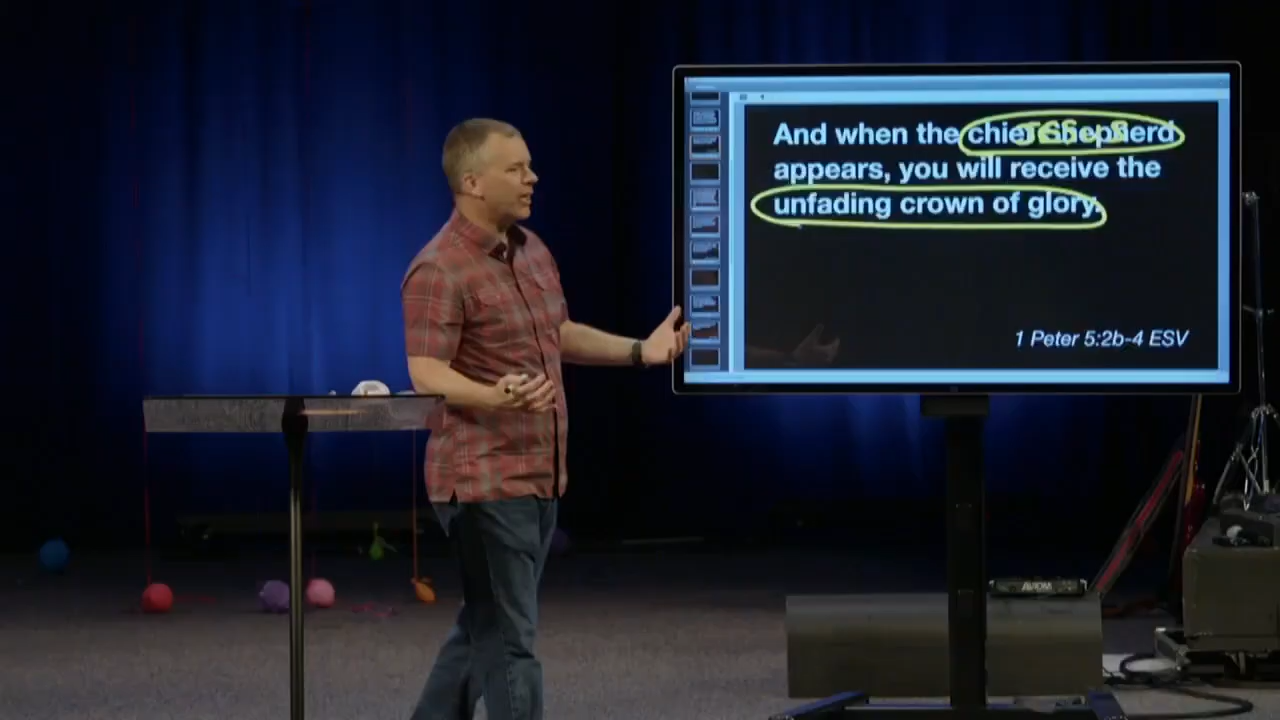 And when the chief shepherd
appears, you will receive the
unfading crown of glory.
1 Peter 5:2b-4 ESV
AVIOM